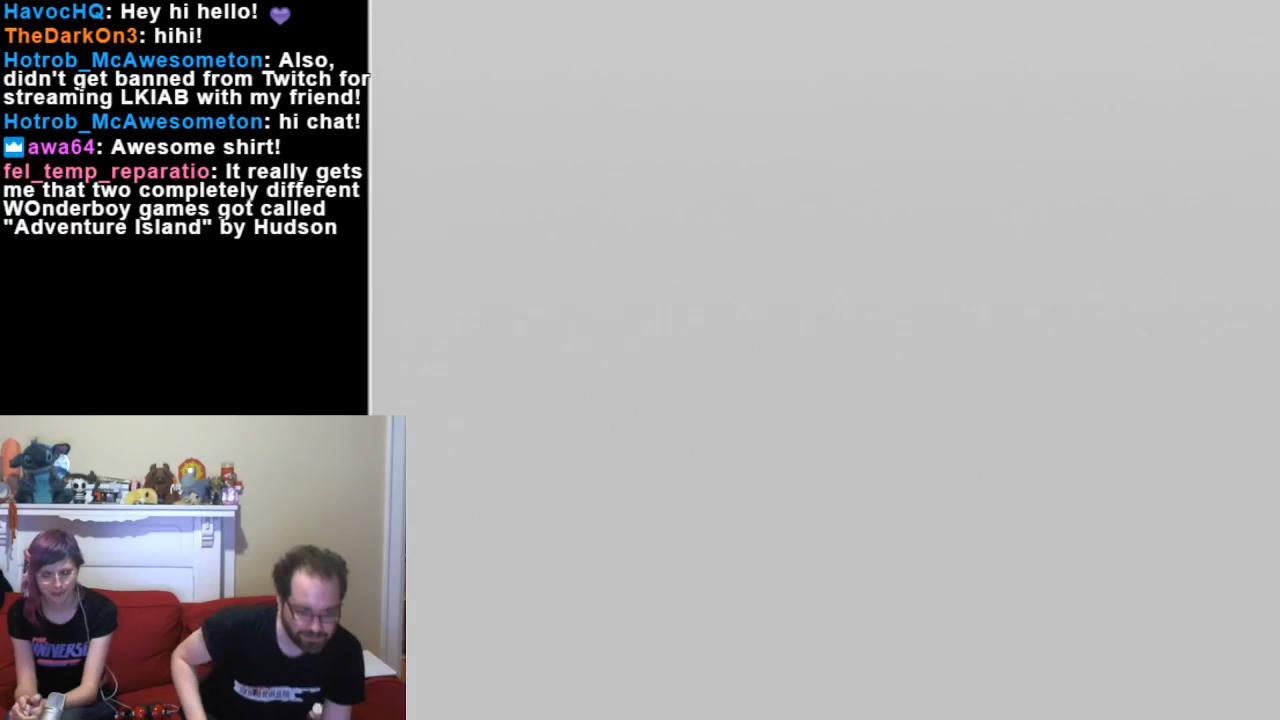 HavocHQ: Hey hi hello!
TheDarkOn3: hihi!
Hotrob_McAwesometon: Also,
didn't get banned from Twitch for
streaming LKIAB with my friend!
Hotrob_McAwesometon: hi chat!
awa64: Awesome shirt!
fel_temp_reparatio: It really gets
me that two completely different
WOnderboy games got called
"Adventure Island" by Hudson
UNIVERSE